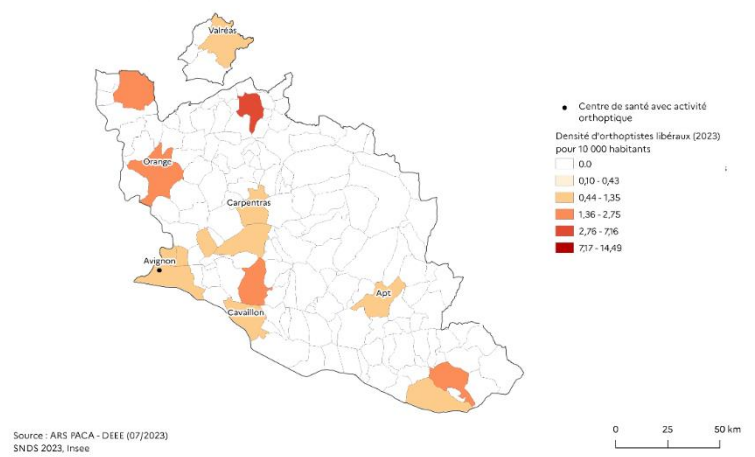 Valréas
Orange
Carpentras
Avignon
Apt
Cavaillon
Centre de santé avec activité
orthoptique
Densité d'orthoptistes libéraux (2023)
pour 10 000 habitants
0.0
0,10 - 0,43
0,44 - 1,35
1,36 - 2,75
2,76 - 7,16
7,17 - 14,49
Source : ARS PACA - DEEE (07/2023)
SNDS 2023, Insee
0 25 50 km